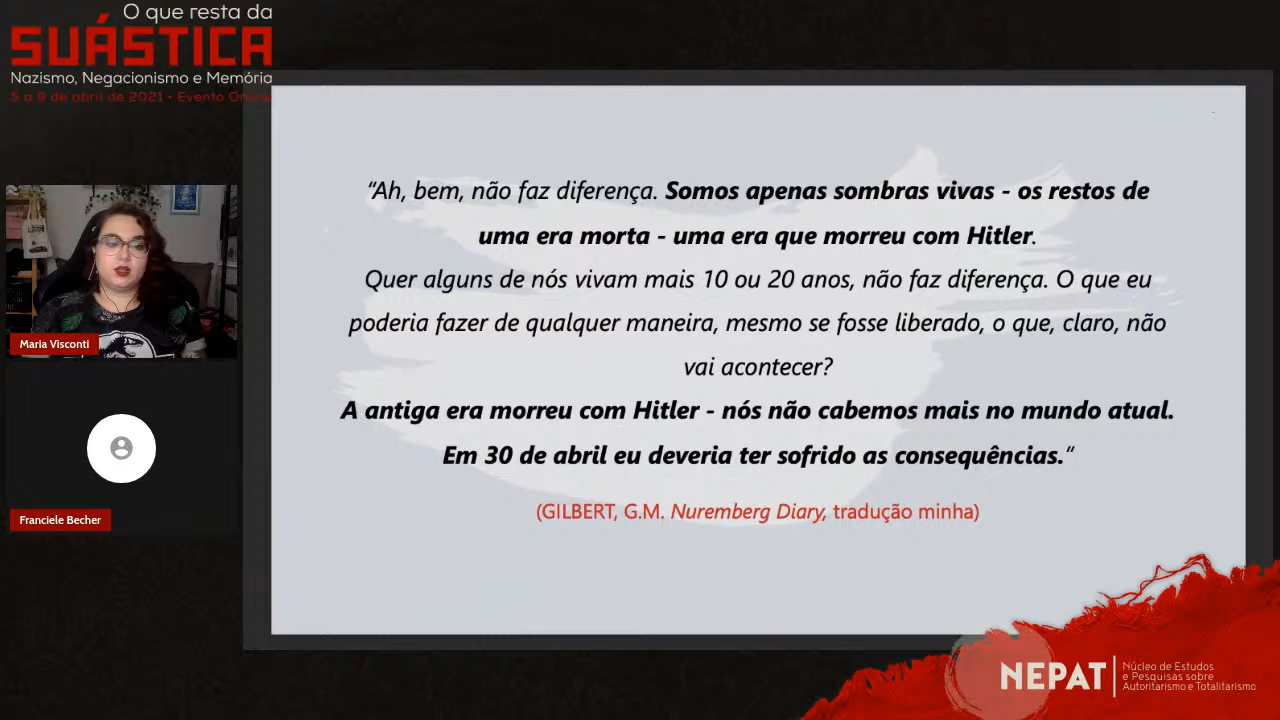 O que resta da
SUÁSTICA
Nazismo, Negacionismo e Memória
5 a 9 de abril de 2021 • Evento Online
“Ah, bem, não faz diferença. Somos apenas sombras vivas - os restos de
uma era morta - uma era que morreu com Hitler.
Quer alguns de nós vivam mais 10 ou 20 anos, não faz diferença. O que eu
poderia fazer de qualquer maneira, mesmo se fosse liberado, o que, claro, não
vai acontecer?
A antiga era morreu com Hitler - nós não cabemos mais no mundo atual.
Em 30 de abril eu deveria ter sofrido as consequências.“
(GILBERT, G.M. Nuremberg Diary, tradução minha)
Maria Visconti
Franciele Becher
NEPAT
Núcleo de Estudos
e Pesquisas sobre
Autoritarismo e Totalitarismo